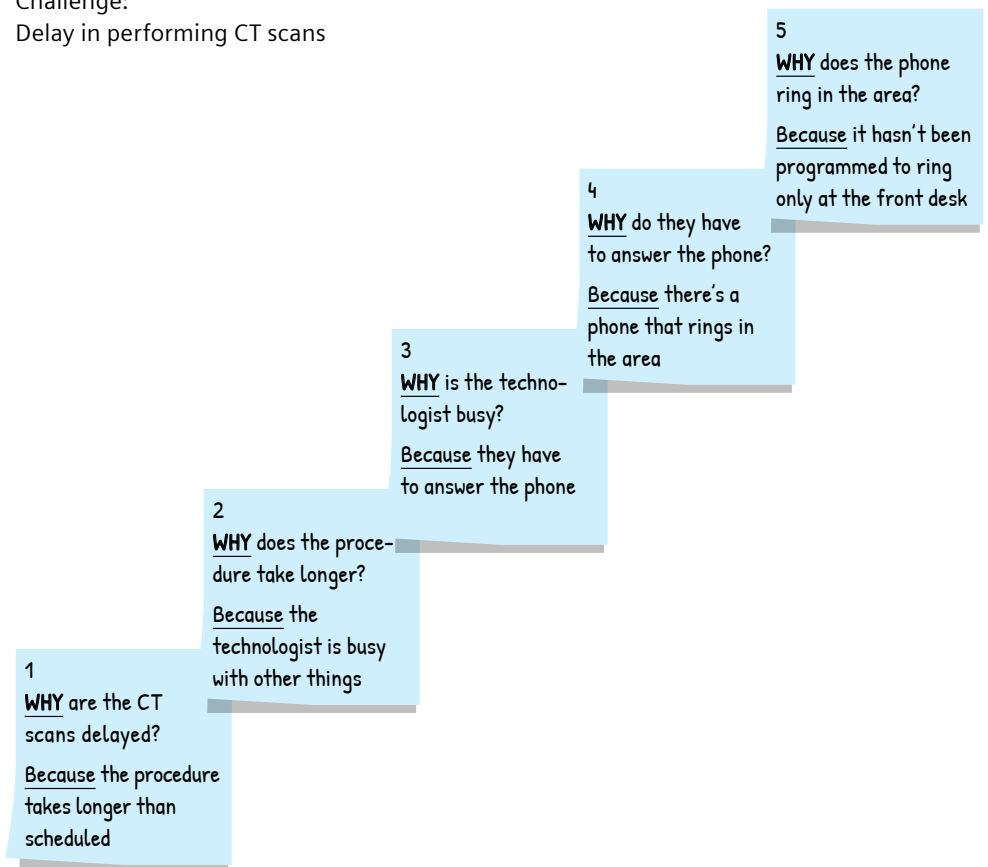 Challenge:
Delay in performing CT scans
5
WHY does the phone
ring in the area?
Because it hasn't been
programmed to ring
only at the front desk
4
WHY do they have
to answer the phone?
Because there's a
phone that rings in
the area
3
WHY is the techno-
logist busy?
Because they have
to answer the phone
2
WHY does the proce-
dure take longer?
Because the
technologist is busy
with other things
1
WHY are the CT
scans delayed?
Because the procedure
takes longer than
scheduled